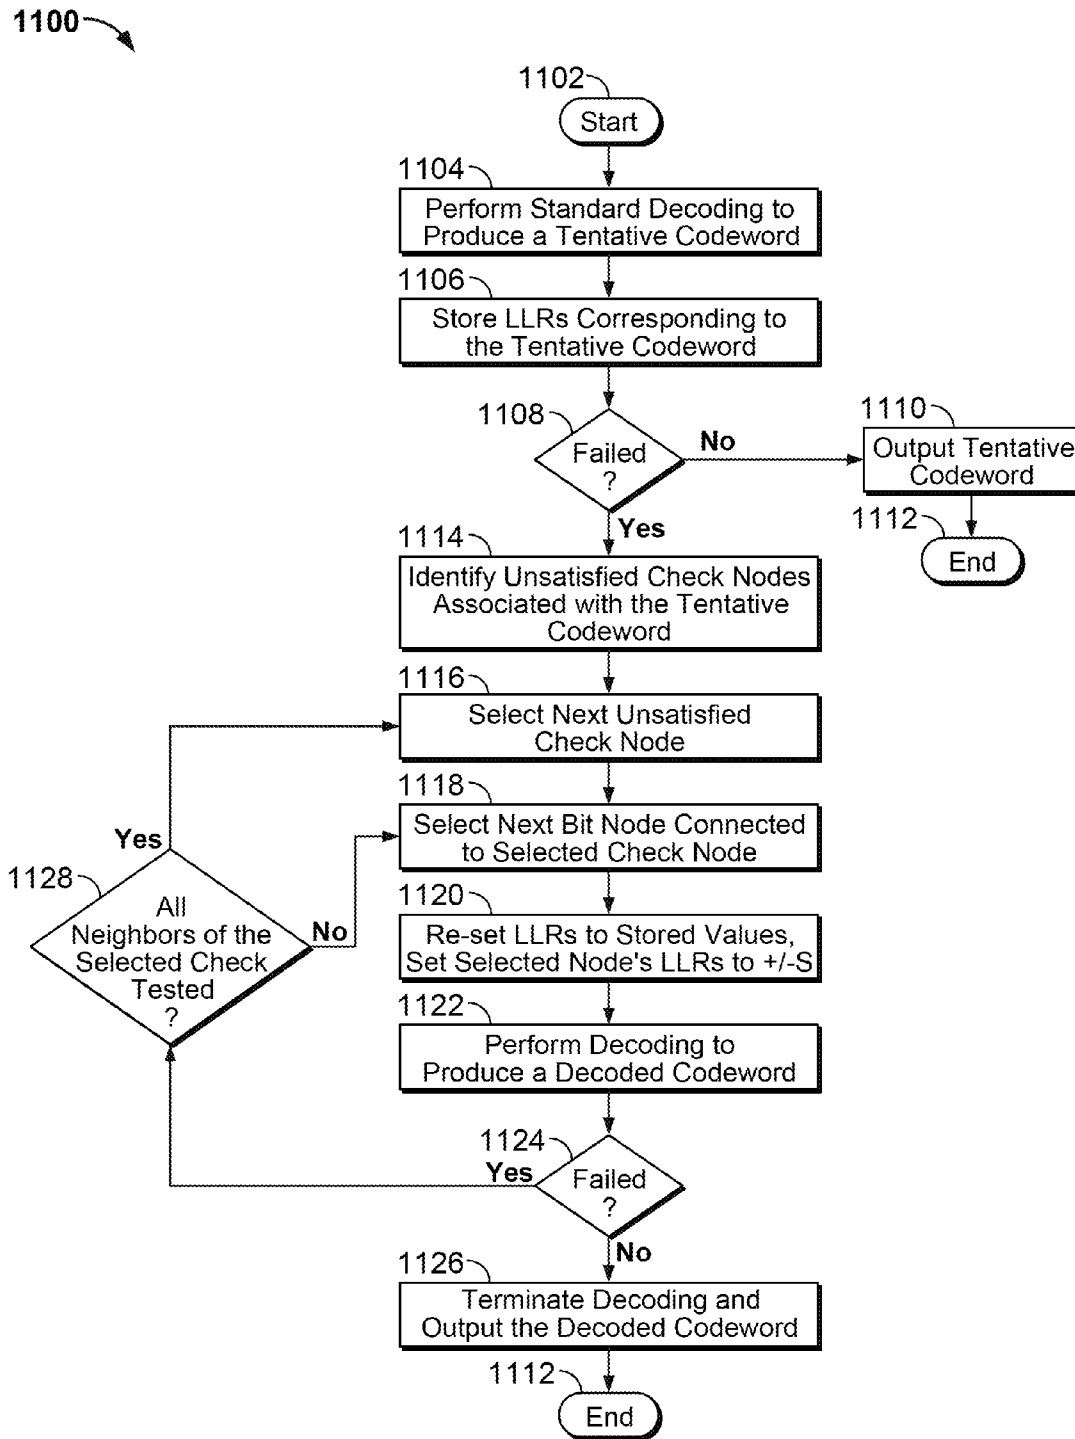 1100
1102
Start
1104
Perform Standard Decoding to
Produce a Tentative Codeword
1106
Store LLRs Corresponding to
the Tentative Codeword
1108
Failed
?
No
1110
Output Tentative
Codeword
1112
End
Yes
1114
Identify Unsatisfied Check Nodes
Associated with the Tentative
Codeword
1116
Select Next Unsatisfied
Check Node
1118
Select Next Bit Node Connected
to Selected Check Node
Yes
1128
All
Neighbors of the
Selected Check
Tested
?
No
1120
Re-set LLRs to Stored Values,
Set Selected Node's LLRs to +/-S
1122
Perform Decoding to
Produce a Decoded Codeword
1124
Yes
Failed
?
No
1126
Terminate Decoding and
Output the Decoded Codeword
1112
End